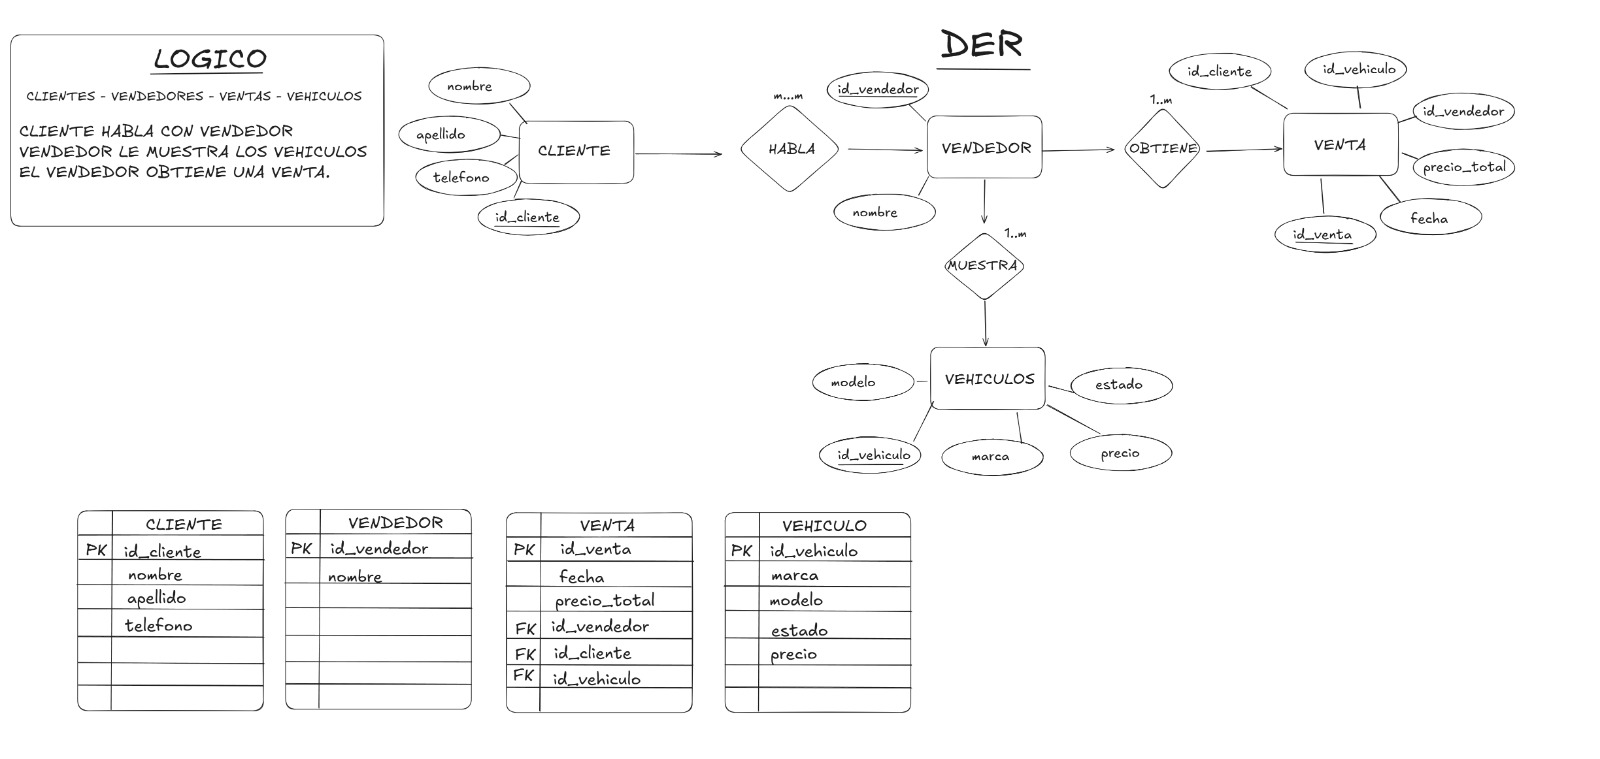 LOGICO
CLIENTES - VENDEDORES - VENTAS - VEHICULOS
CLIENTE HABLA CON VENDEDOR
VENDEDOR LE MUESTRA LOS VEHICULOS
EL VENDEDOR OBTIENE UNA VENTA.
DER
nombre
apellido
telefono
id_cliente
CLIENTE
m...m
HABLA
id_vendedor
VENDEDOR
nombre
1..m
OBTIENE
id_cliente
id_vehiculo
id_vendedor
VENTA
precio_total
fecha
id_venta
1..m
MUESTRA
VEHICULOS
modelo
estado
id_vehiculo
marca
precio
CLIENTE
PK id_cliente
nombre
apellido
telefono
VENDEDOR
PK id_vendedor
nombre
VENTA
PK id_venta
fecha
precio_total
FK id_vendedor
FK id_cliente
FK id_vehiculo
VEHICULO
PK id_vehiculo
marca
modelo
estado
precio